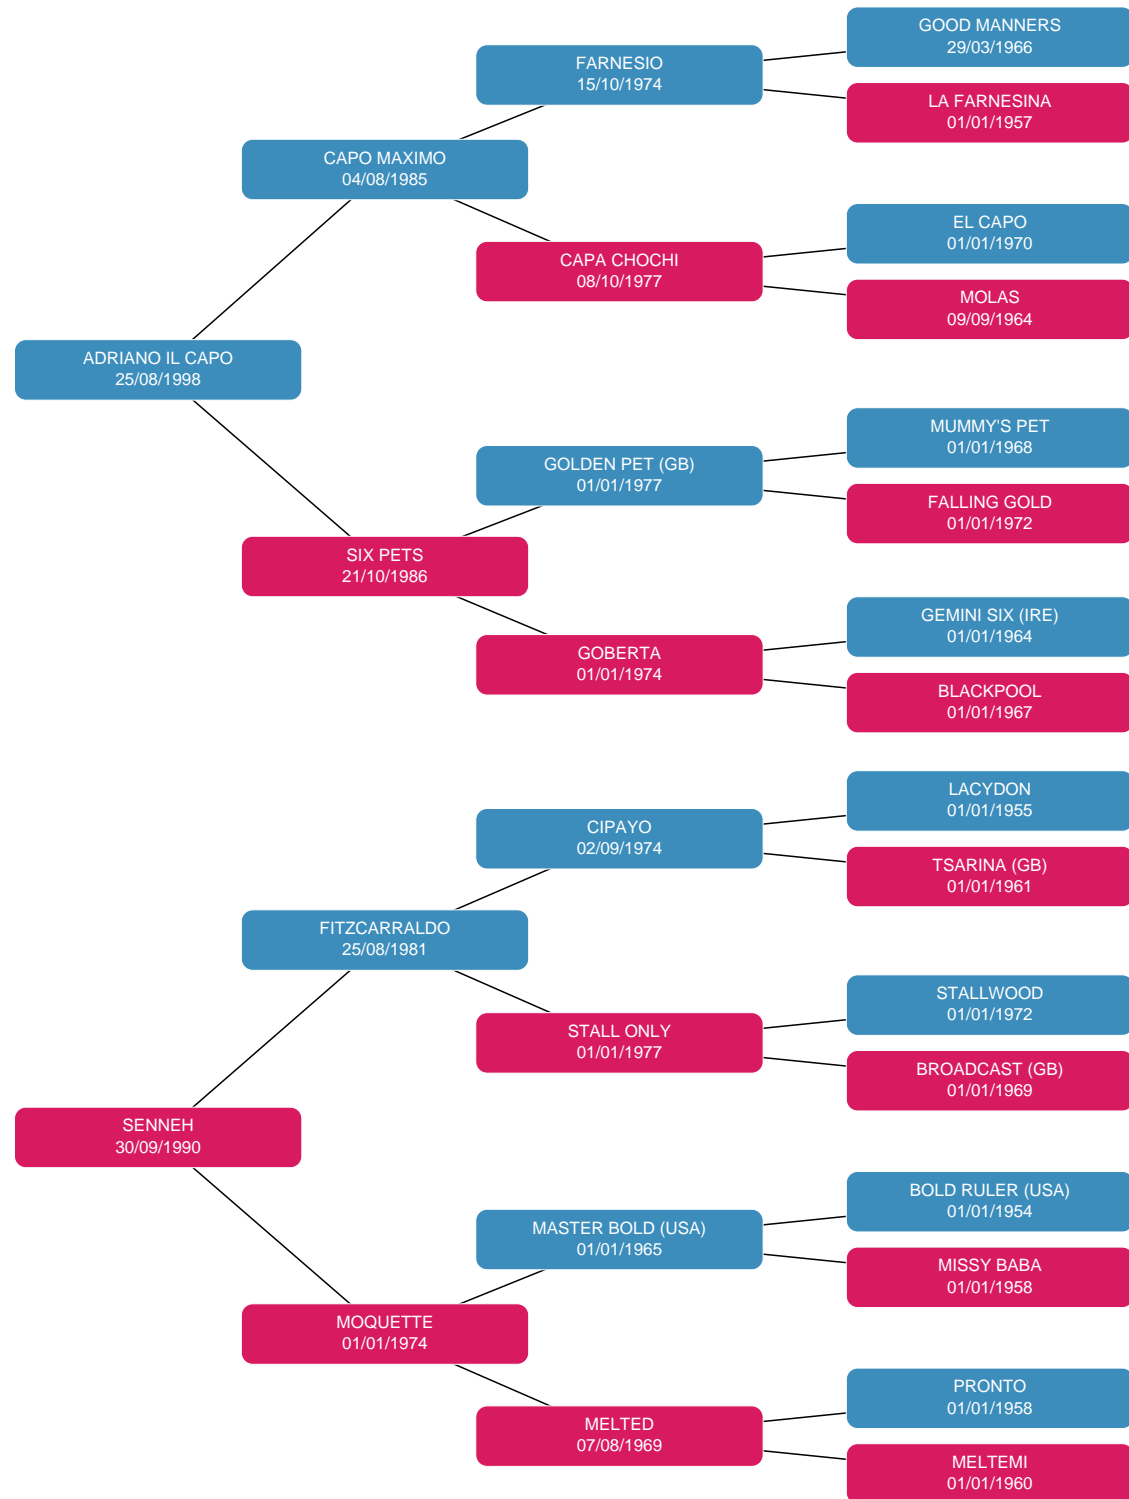 GOOD MANNERS
29/03/1966
FARNESIO
15/10/1974
LA FARNESINA
01/01/1957
CAPO MAXIMO
04/08/1985
EL CAPO
01/01/1970
CAPA CHOCHI
08/10/1977
MOLAS
09/09/1964
ADRIANO IL CAPO
25/08/1998
MUMMY'S PET
01/01/1968
GOLDEN PET (GB)
01/01/1977
FALLING GOLD
01/01/1972
SIX PETS
21/10/1986
GEMINI SIX (IRE)
01/01/1964
GOBERTA
01/01/1974
BLACKPOOL
01/01/1967
LACYDON
01/01/1955
CIPAYO
02/09/1974
TSARINA (GB)
01/01/1961
FITZCARRALDO
25/08/1981
STALLWOOD
01/01/1972
STALL ONLY
01/01/1977
BROADCAST (GB)
01/01/1969
SENNEH
30/09/1990
BOLD RULER (USA)
01/01/1954
MASTER BOLD (USA)
01/01/1965
MISSY BABA
01/01/1958
MOQUETTE
01/01/1974
PRONTO
01/01/1958
MELTED
07/08/1969
MELTEMI
01/01/1960